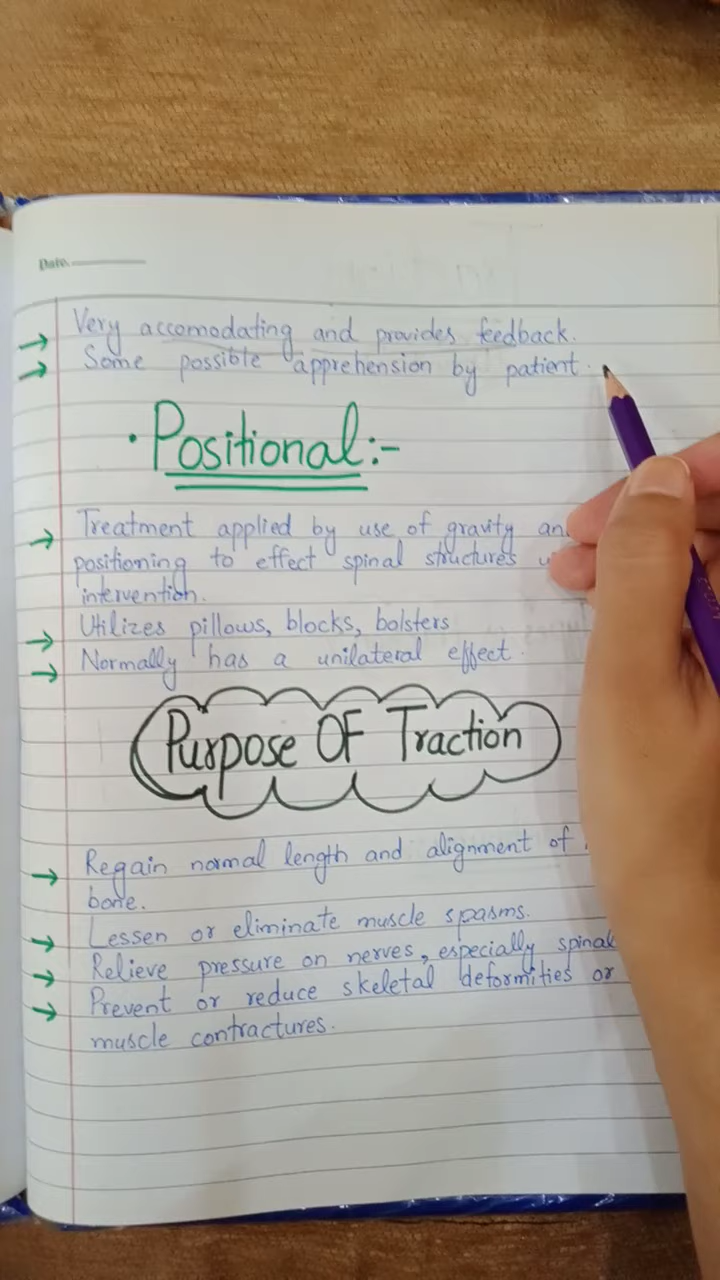 Date.
→ Very accomodating and provides feedback.
→ Some possible apprehension by patient.
· Positional:-
→ Treatment applied by use of gravity
positioning to effect spinal structures
intervention.
→ Utilizes pillows, blocks, bolsters
→ Normally has a unilateral effect.
Purpose OF Traction
→ Regain normal length and alignment of
bone.
→ Lessen or eliminate muscle spasms.
→ Relieve pressure on nerves, especially spinal
→ Prevent or reduce skeletal deformities or
muscle contractures.